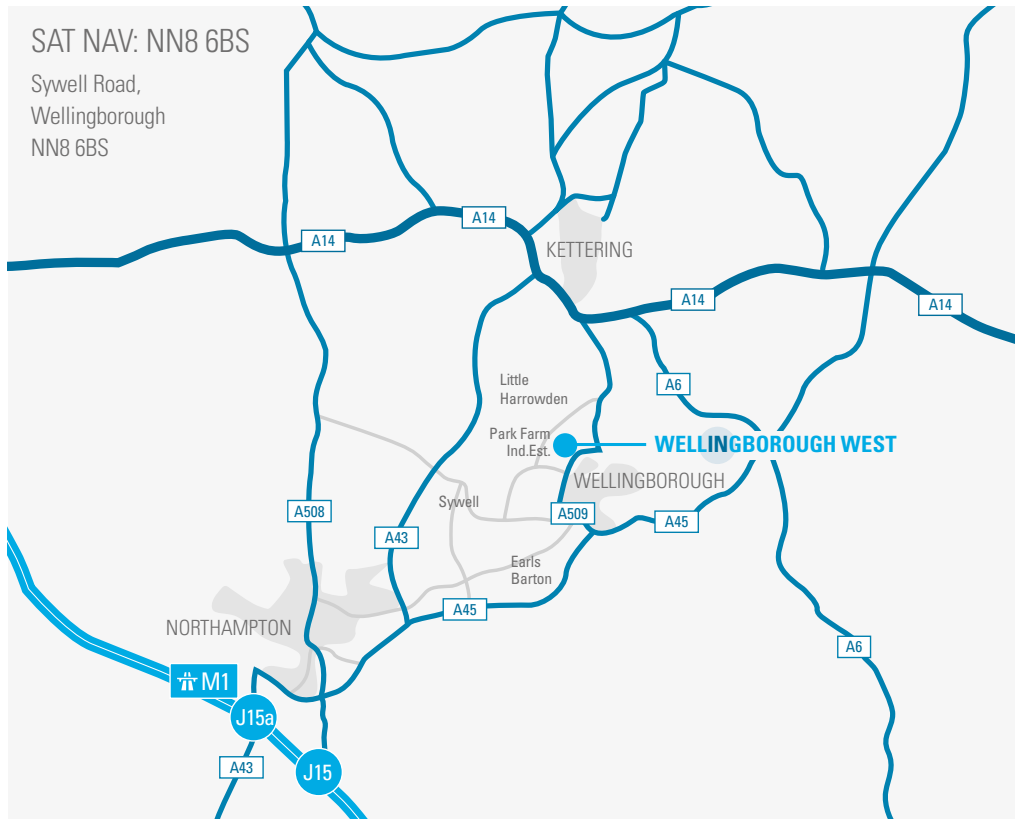 SAT NAV: NN8 6BS
Sywell Road,
Wellingborough
NN8 6BS
A14
A14
KETTERING
A14
A14
Little
Harrowden
A6
Park Farm
Ind.Est.
WELLINGBOROUGH WEST
WELLINGBOROUGH
Sywell
A508
A509
A45
A43
Earls
Barton
A45
NORTHAMPTON
A6
M1
J15a
A43
J15